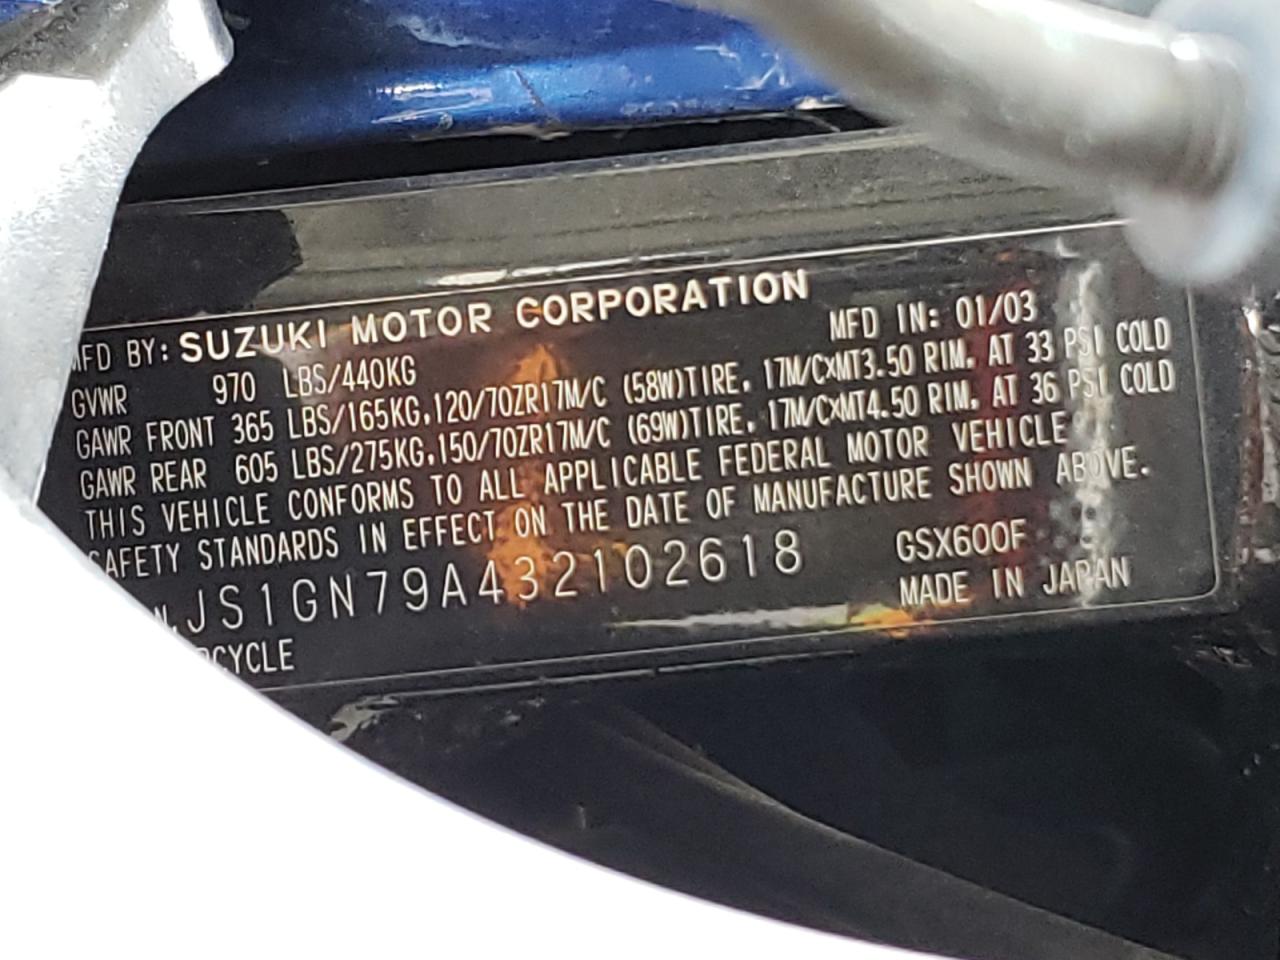 MFD BY: SUZUKI MOTOR CORPORATION
MFD IN: 01/03
GVWR 970 LBS/440KG
GAWR FRONT 365 LBS/165KG.120/70ZR17M/C (58W)TIRE. 17M/C×MT3.50 RIM. AT 33 PSI COLD
GAWR REAR 605 LBS/275KG.150/70ZR17M/C (69W)TIRE. 17M/C×MT4.50 RIM. AT 36 PSI COLD
THIS VEHICLE CONFORMS TO ALL APPLICABLE FEDERAL MOTOR VEHICLE
SAFETY STANDARDS IN EFFECT ON THE DATE OF MANUFACTURE SHOWN ABOVE.
JS1GN79A432102618 GSX600F
RCYCLE MADE IN JAPAN